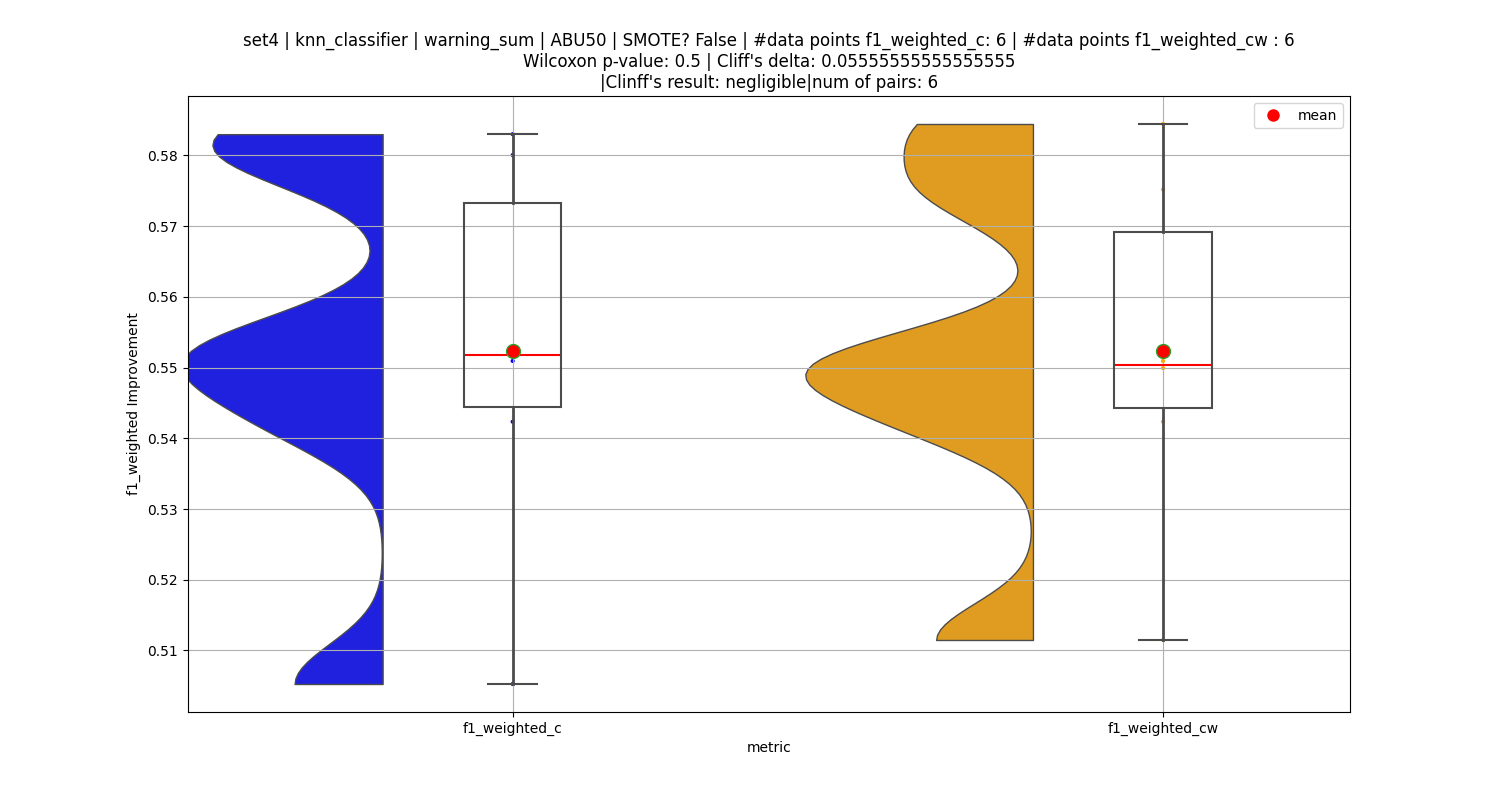 set4 | knn_classifier | warning_sum | ABU50 | SMOTE? False | #data points f1_weighted_c: 6 | #data points f1_weighted_cw : 6
Wilcoxon p-value: 0.5 | Cliff's delta: 0.05555555555555555
|Clinff's result: negligible|num of pairs: 6
mean
0.58
0.57
0.56
0.55
0.54
0.53
0.52
0.51
f1_weighted Improvement
f1_weighted_c
f1_weighted_cw
metric